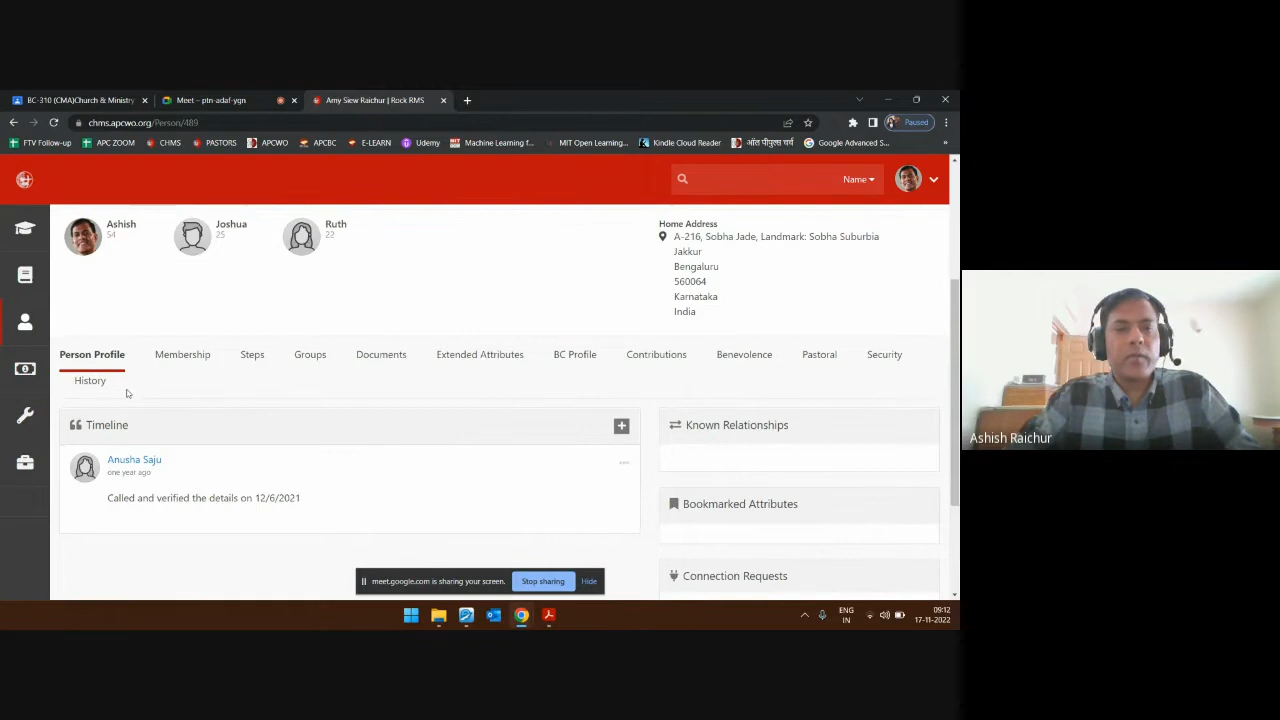 BC-310 (CMA)Church & Ministry
Meet – ptn-adaf-ygn
Amy Siew Raichur | Rock RMS
chms.apcwo.org/Person/489
Paused
FTV Follow-up
APC ZOOM
CHMS
PASTORS
APCWO
APCBC
E-LEARN
Udemy
Machine Learning f...
MIT Open Learning...
Kindle Cloud Reader
ऑल पीपुल्स चर्च
Google Advanced S...
Name
Ashish
54
Joshua
25
Ruth
22
Home Address
A-216, Sobha Jade, Landmark: Sobha Suburbia
Jakkur
Bengaluru
560064
Karnataka
India
Person Profile
Membership
Steps
Groups
Documents
Extended Attributes
BC Profile
Contributions
Benevolence
Pastoral
Security
History
Timeline
Known Relationships
Anusha Saju
one year ago
Called and verified the details on 12/6/2021
Bookmarked Attributes
Connection Requests
meet.google.com is sharing your screen.
Stop sharing
Hide
ENG
IN
09:12
17-11-2022
Ashish Raichur